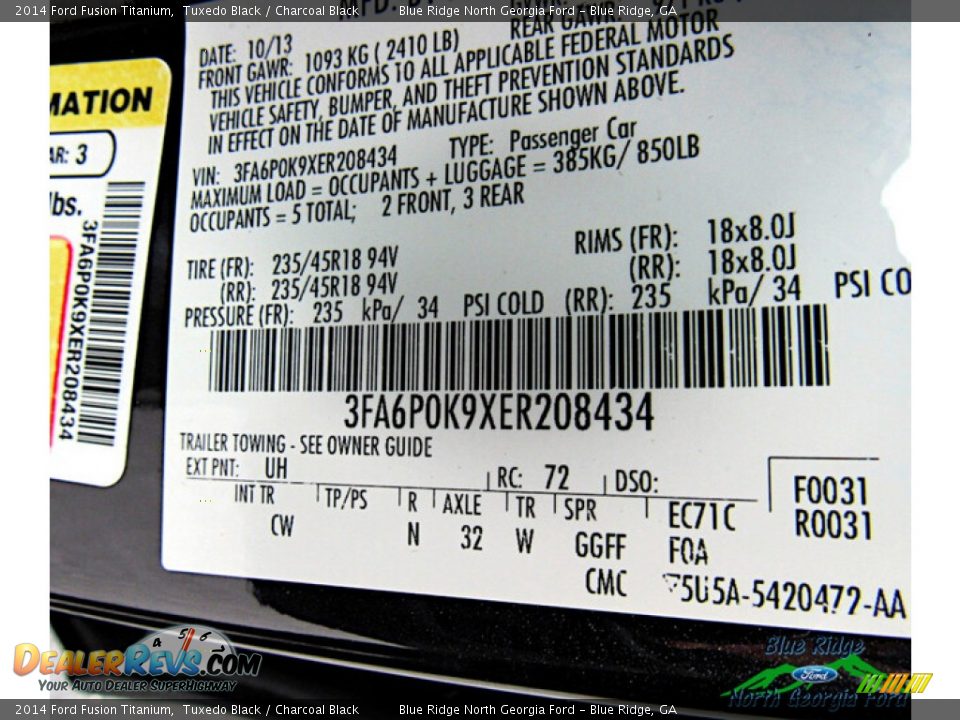 2014 Ford Fusion Titanium, Tuxedo Black / Charcoal Black Blue Ridge North Georgia Ford - Blue Ridge, GA
DATE: 10/13
REAR GAWR:
FRONT GAWR: 1093 KG ( 2410 LB)
THIS VEHICLE CONFORMS TO ALL APPLICABLE FEDERAL MOTOR
VEHICLE SAFETY, BUMPER, AND THEFT PREVENTION STANDARDS
IN EFFECT ON THE DATE OF MANUFACTURE SHOWN ABOVE.
VIN: 3FA6P0K9XER208434 TYPE: Passenger Car
MAXIMUM LOAD = OCCUPANTS + LUGGAGE = 385KG/ 850LB
OCCUPANTS = 5 TOTAL; 2 FRONT, 3 REAR
TIRE (FR): 235/45R18 94V RIMS (FR): 18x8.0J
(RR): 235/45R18 94V (RR): 18x8.0J
PRESSURE (FR): 235 kPa/ 34 PSI COLD (RR): 235 kPa/ 34 PSI CO
3FA6P0K9XER208434
TRAILER TOWING - SEE OWNER GUIDE
EXT PNT: UH RC: 72 DSO:
F0031
R0031
INT TR TP/PS R AXLE TR SPR EC71C
CW N 32 W GGFF FOA
CMC 5U5A-5420472-AA
MATION
AR: 3
lbs.
3FA6P0K9XER208434
DEALERREVS.COM
YOUR AUTO DEALER SUPERHIGHWAY
4 5 6
Blue Ridge
Ford
North Georgia Ford
2014 Ford Fusion Titanium, Tuxedo Black / Charcoal Black Blue Ridge North Georgia Ford - Blue Ridge, GA